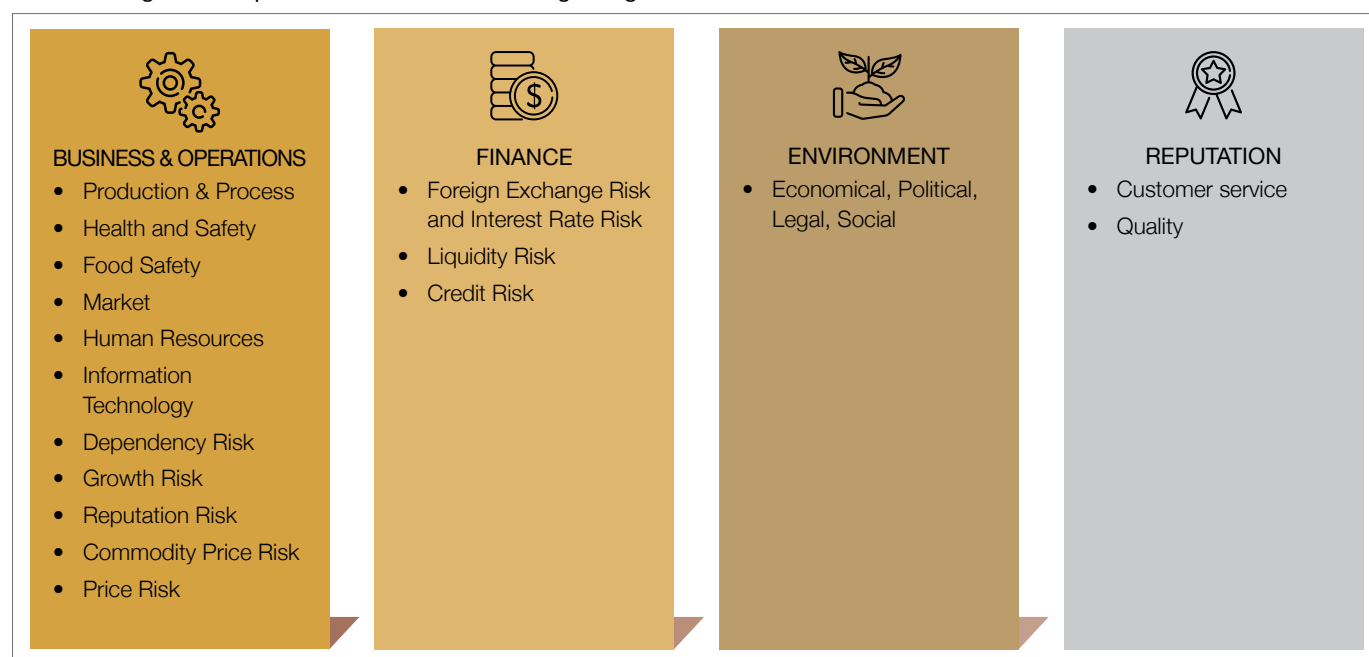 BUSINESS & OPERATIONS
• Production & Process
• Health and Safety
• Food Safety
• Market
• Human Resources
• Information
Technology
• Dependency Risk
• Growth Risk
• Reputation Risk
• Commodity Price Risk
• Price Risk
$
FINANCE
• Foreign Exchange Risk
and Interest Rate Risk
• Liquidity Risk
• Credit Risk
ENVIRONMENT
• Economical, Political,
Legal, Social
REPUTATION
• Customer service
• Quality